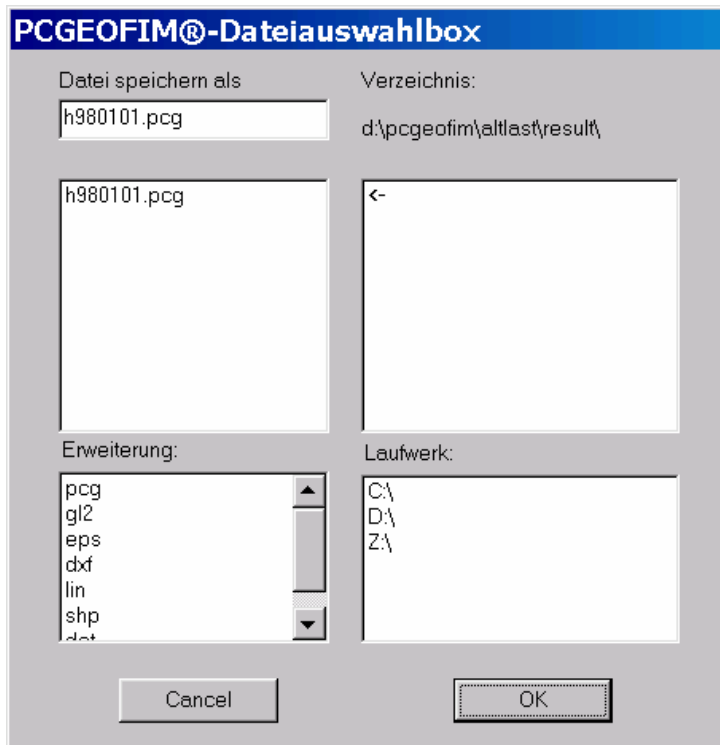 PCGEOFIM®-Dateiauswahlbox
Datei speichern als
h980101.pcg
Verzeichnis:
d:\pcgeofim\altlast\result\
h980101.pcg
<-
Erweiterung:
pcg
gl2
eps
dxf
lin
shp
Laufwerk:
C:\
D:\
Z:\
Cancel
OK